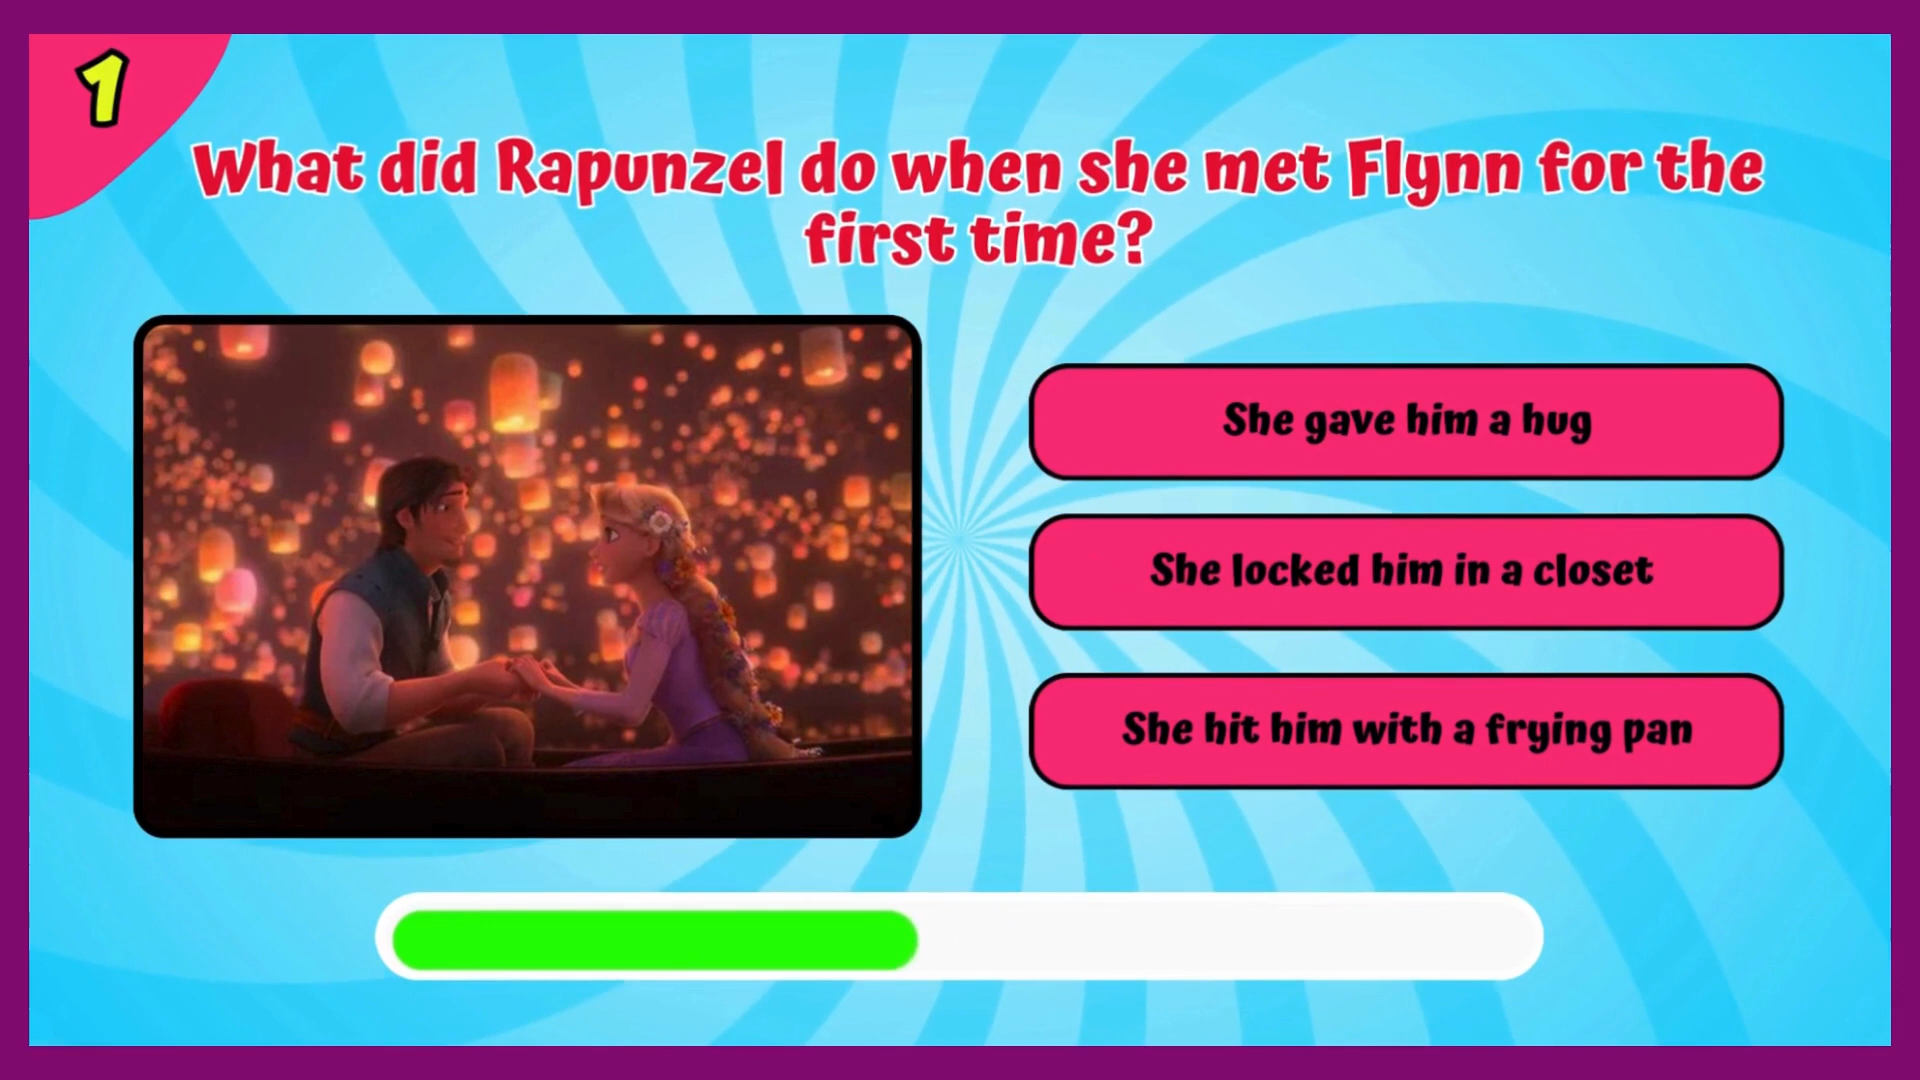 1
What did Rapunzel do when she met Flynn for the
first time?
She gave him a hug
She locked him in a closet
She hit him with a frying pan